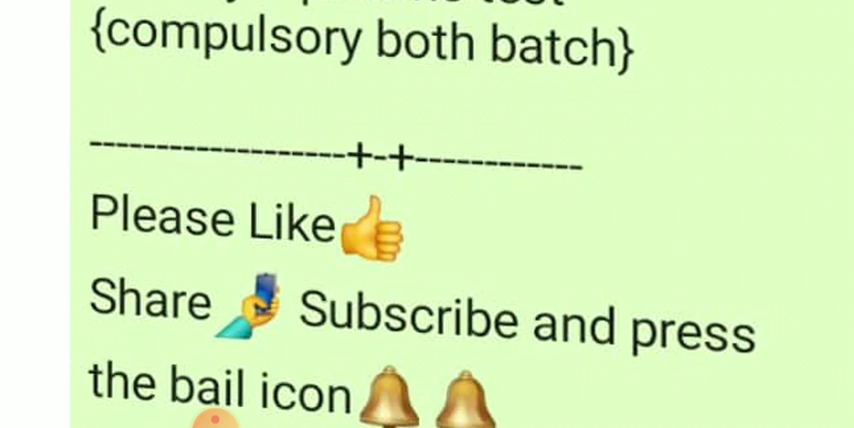 {compulsory both batch}
-------------------+-+-------------
Please Like👍
Share🤳 Subscribe and press
the bail icon🔔🔔